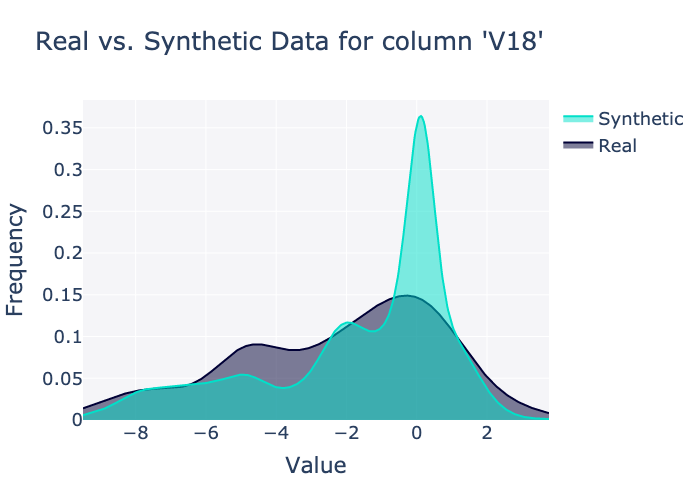 Real vs. Synthetic Data for column 'V18'
Synthetic
Real
Frequency
0.35
0.3
0.25
0.2
0.15
0.1
0.05
0
−8
−6
−4
−2
0
2
Value